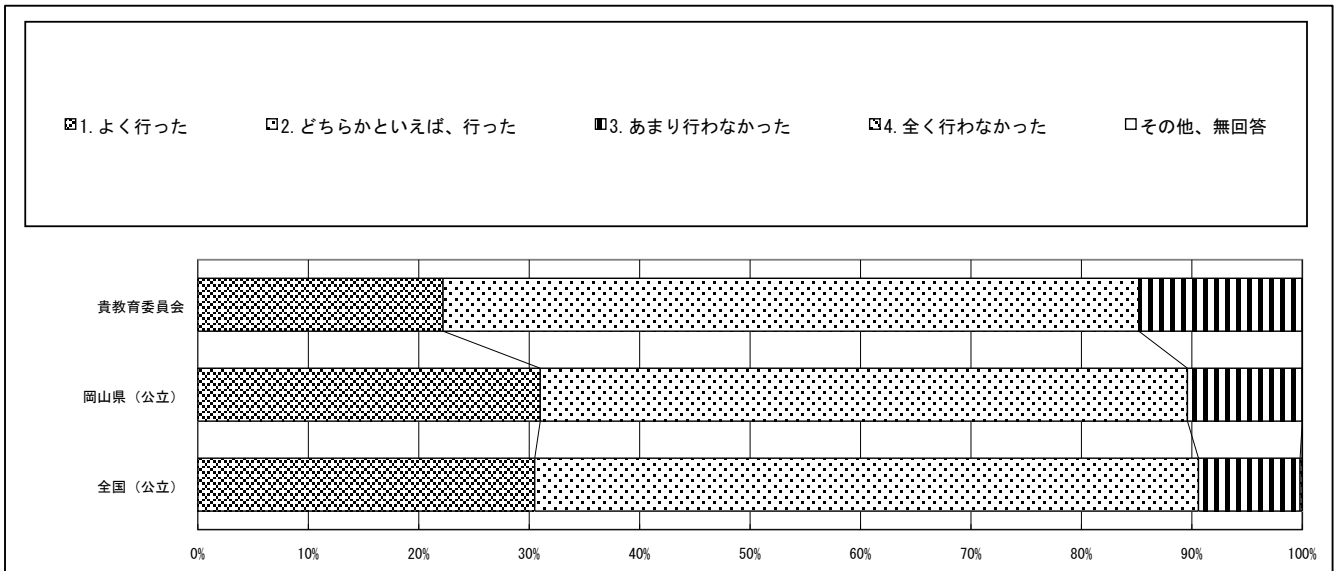 1. よく行った 2. どちらかといえば、行った 3. あまり行わなかった 4. 全く行わなかった その他、無回答
貴教育委員会
岡山県（公立）
全国（公立）
0% 10% 20% 30% 40% 50% 60% 70% 80% 90% 100%